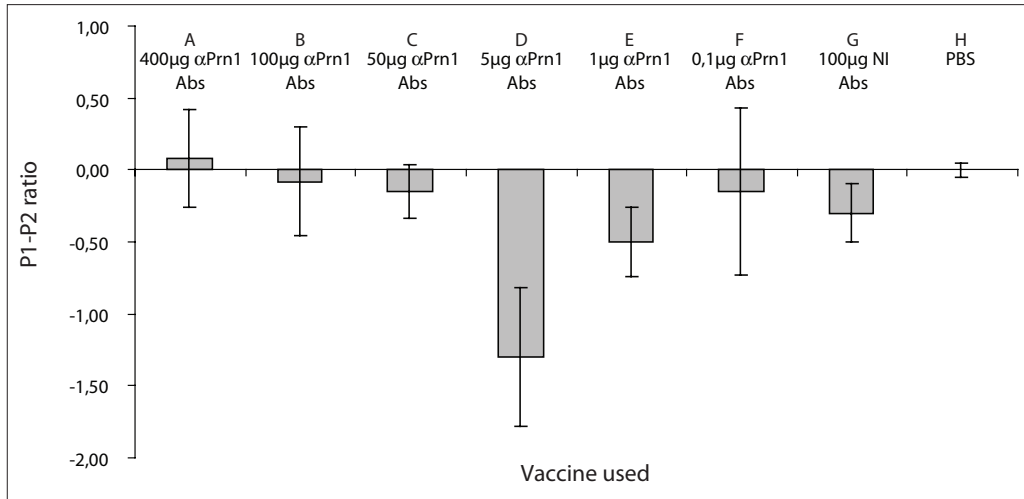 1,00
A B C D E F G H
400µg αPrn1 100µg αPrn1 50µg αPrn1 5µg αPrn1 1µg αPrn1 0,1µg αPrn1 100µg NI PBS
Abs Abs Abs Abs Abs Abs Abs
0,50
0,00
-0,50
-1,00
-1,50
-2,00
P1-P2 ratio
Vaccine used